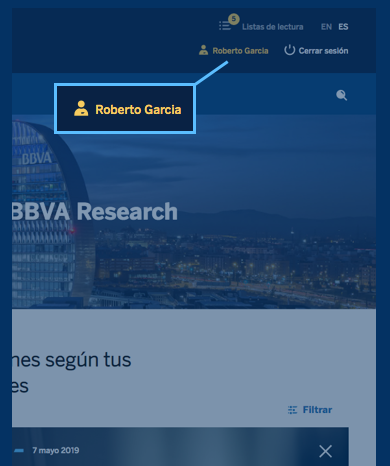 5
Listas de lectura EN ES
Roberto Garcia Cerrar sesión
Roberto Garcia
BBVA
BBVA Research
nes según tus
es
Filtrar
7 mayo 2019